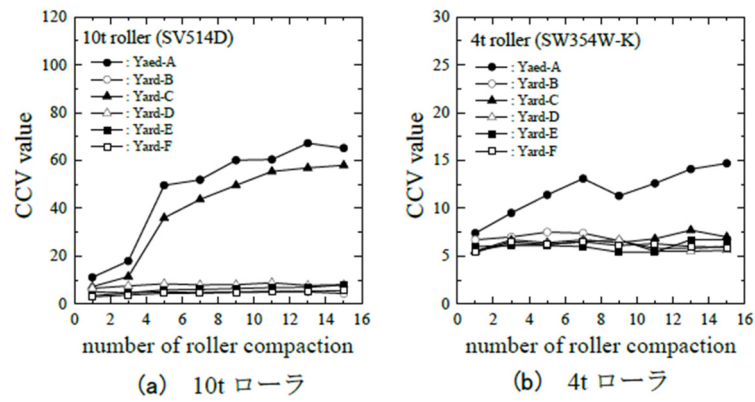 10t roller (SV514D)
: Yaed-A
: Yard-B
: Yard-C
: Yard-D
: Yard-E
: Yard-F
CCV value
120
100
80
60
40
20
0
0 2 4 6 8 10 12 14 16
number of roller compaction
(a) 10t ローラ
4t roller (SW354W-K)
: Yaed-A
: Yard-B
: Yard-C
: Yard-D
: Yard-E
: Yard-F
CCV value
30
25
20
15
10
5
0
0 2 4 6 8 10 12 14 16
number of roller compaction
(b) 4t ローラ